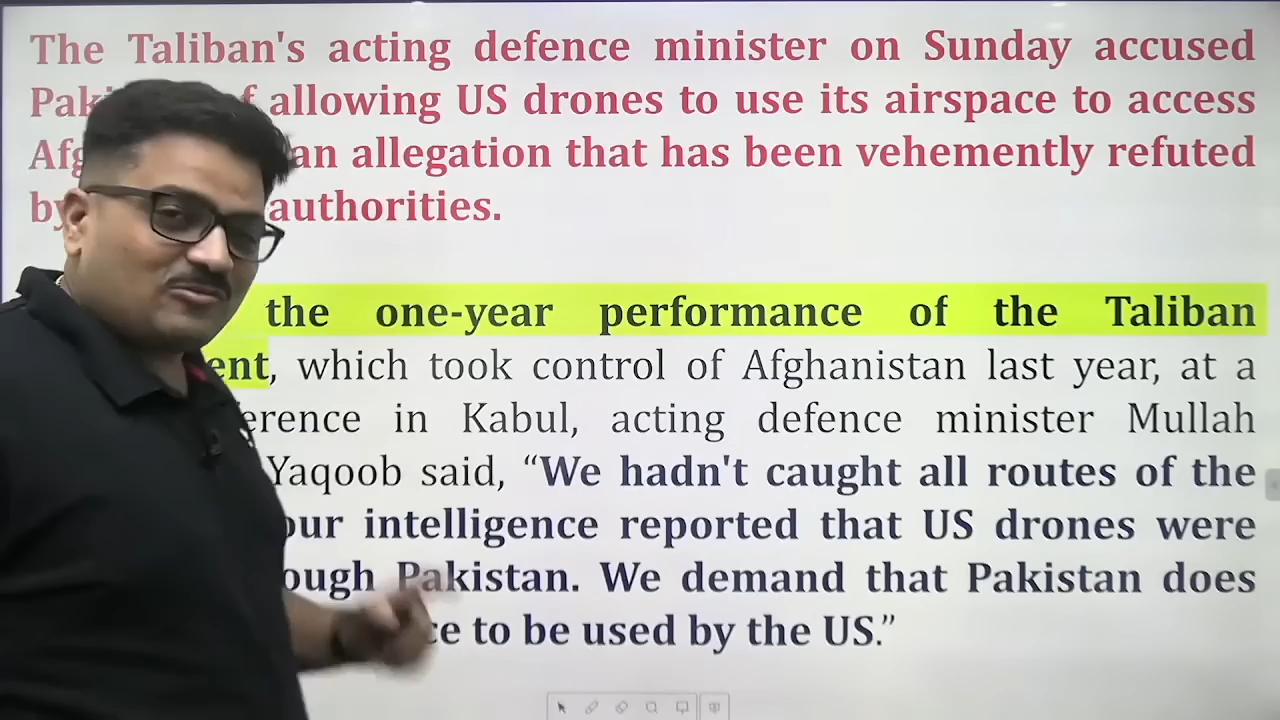 The Taliban's acting defence minister on Sunday accused
Pak f allowing US drones to use its airspace to access
Afg an allegation that has been vehemently refuted
by authorities.
the one-year performance of the Taliban
ent, which took control of Afghanistan last year, at a
erence in Kabul, acting defence minister Mullah
Yaqoob said, “We hadn't caught all routes of the
our intelligence reported that US drones were
ough Pakistan. We demand that Pakistan does
ce to be used by the US.”